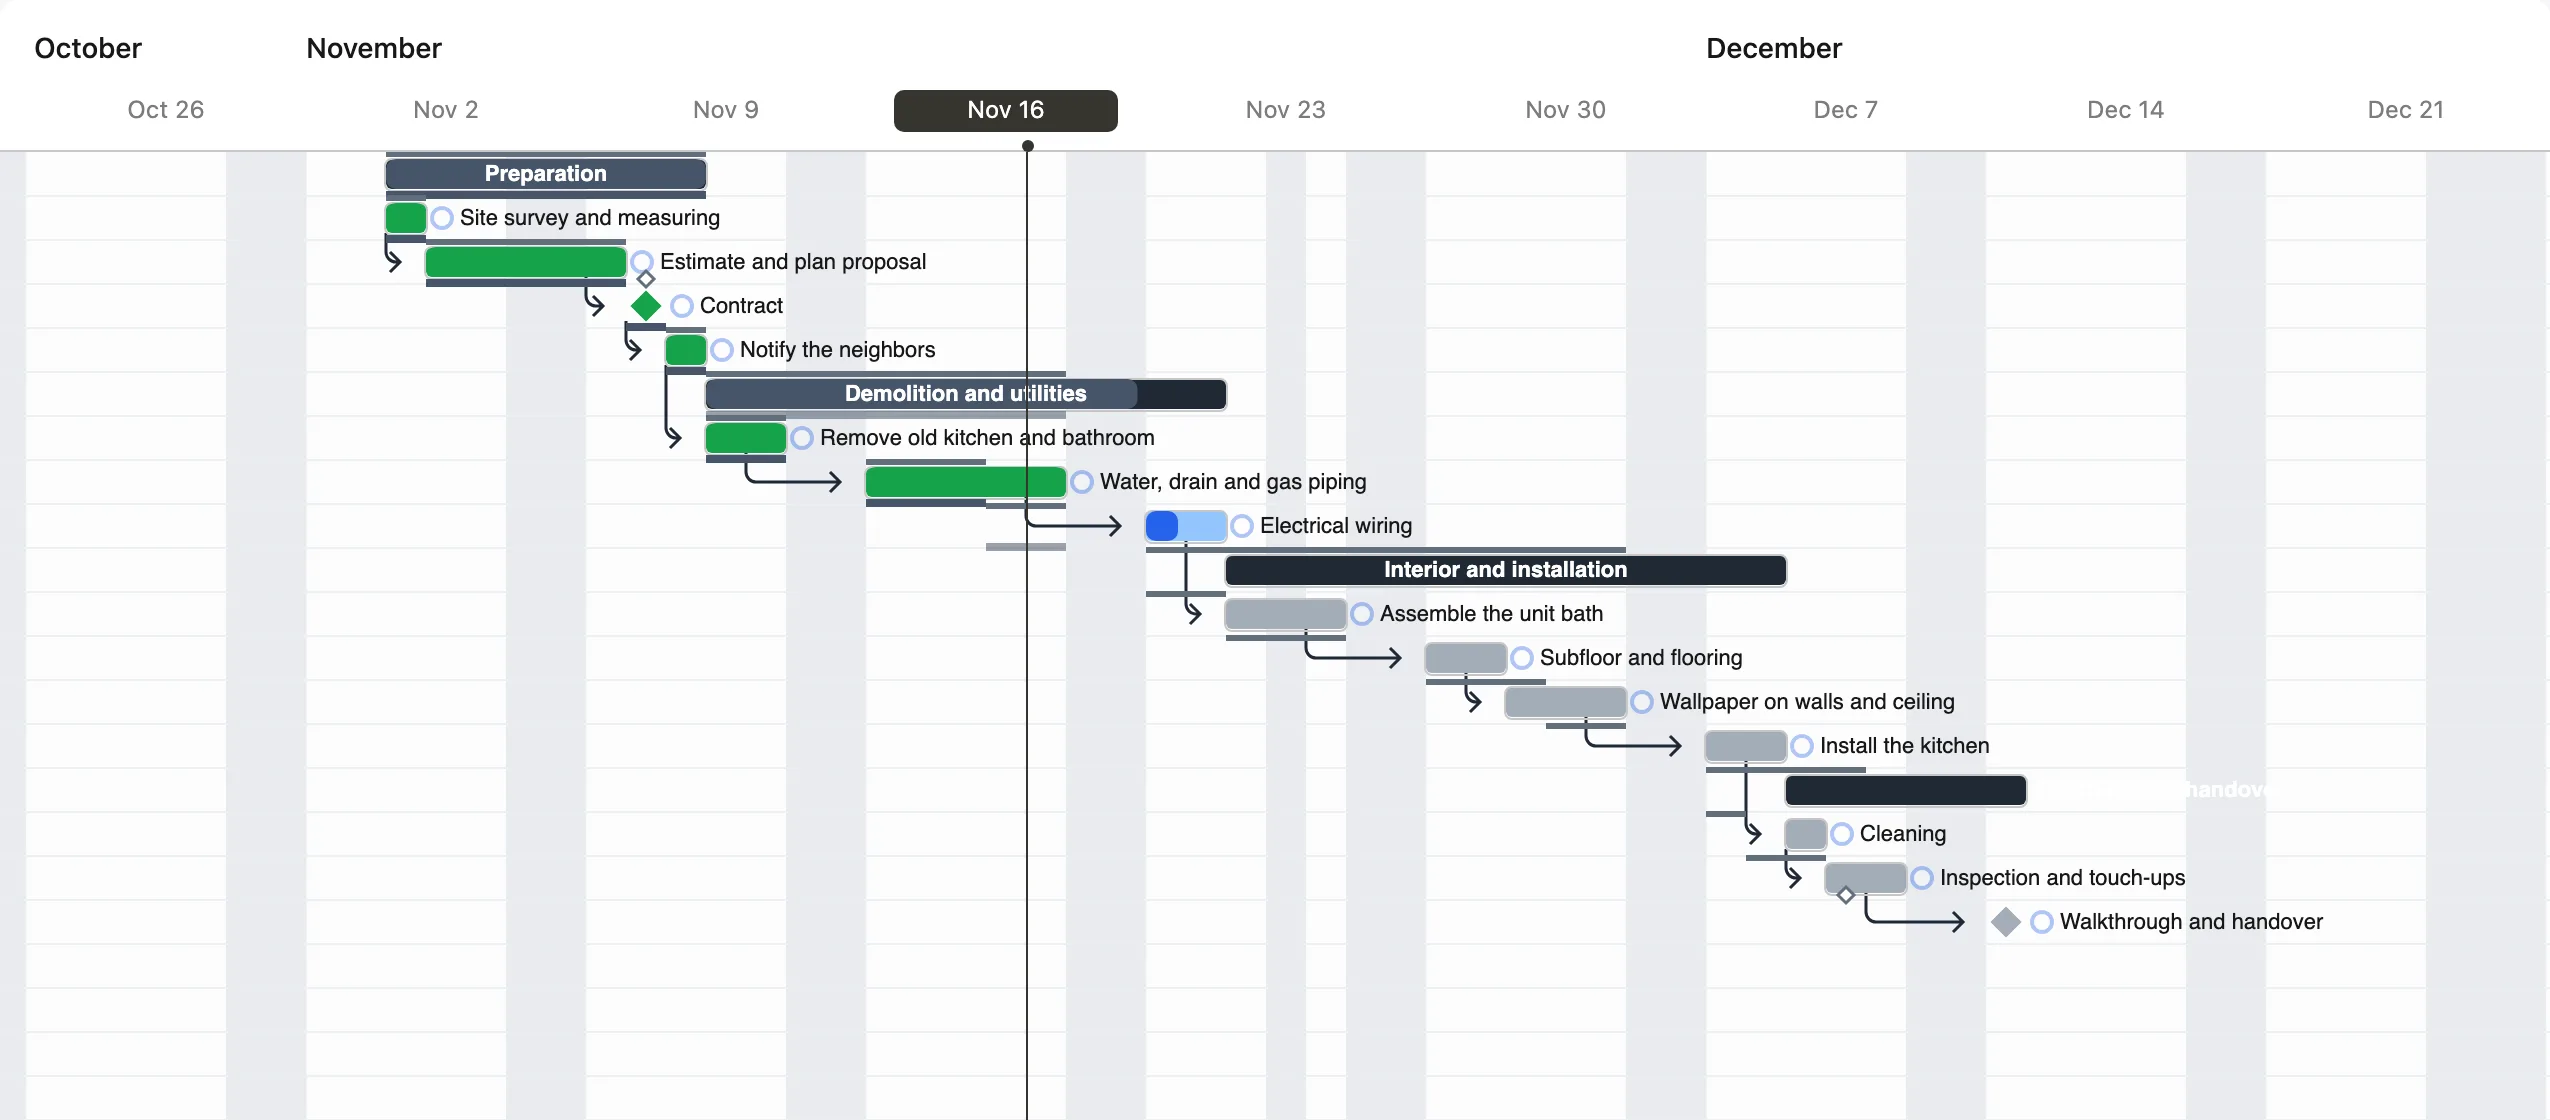 October
November
December
Oct 26
Nov 2
Nov 9
Nov 16
Nov 23
Nov 30
Dec 7
Dec 14
Dec 21
Preparation
Site survey and measuring
Estimate and plan proposal
Contract
Notify the neighbors
Demolition and utilities
Remove old kitchen and bathroom
Water, drain and gas piping
Electrical wiring
Interior and installation
Assemble the unit bath
Subfloor and flooring
Wallpaper on walls and ceiling
Install the kitchen
Cleaning
Inspection and touch-ups
Walkthrough and handover